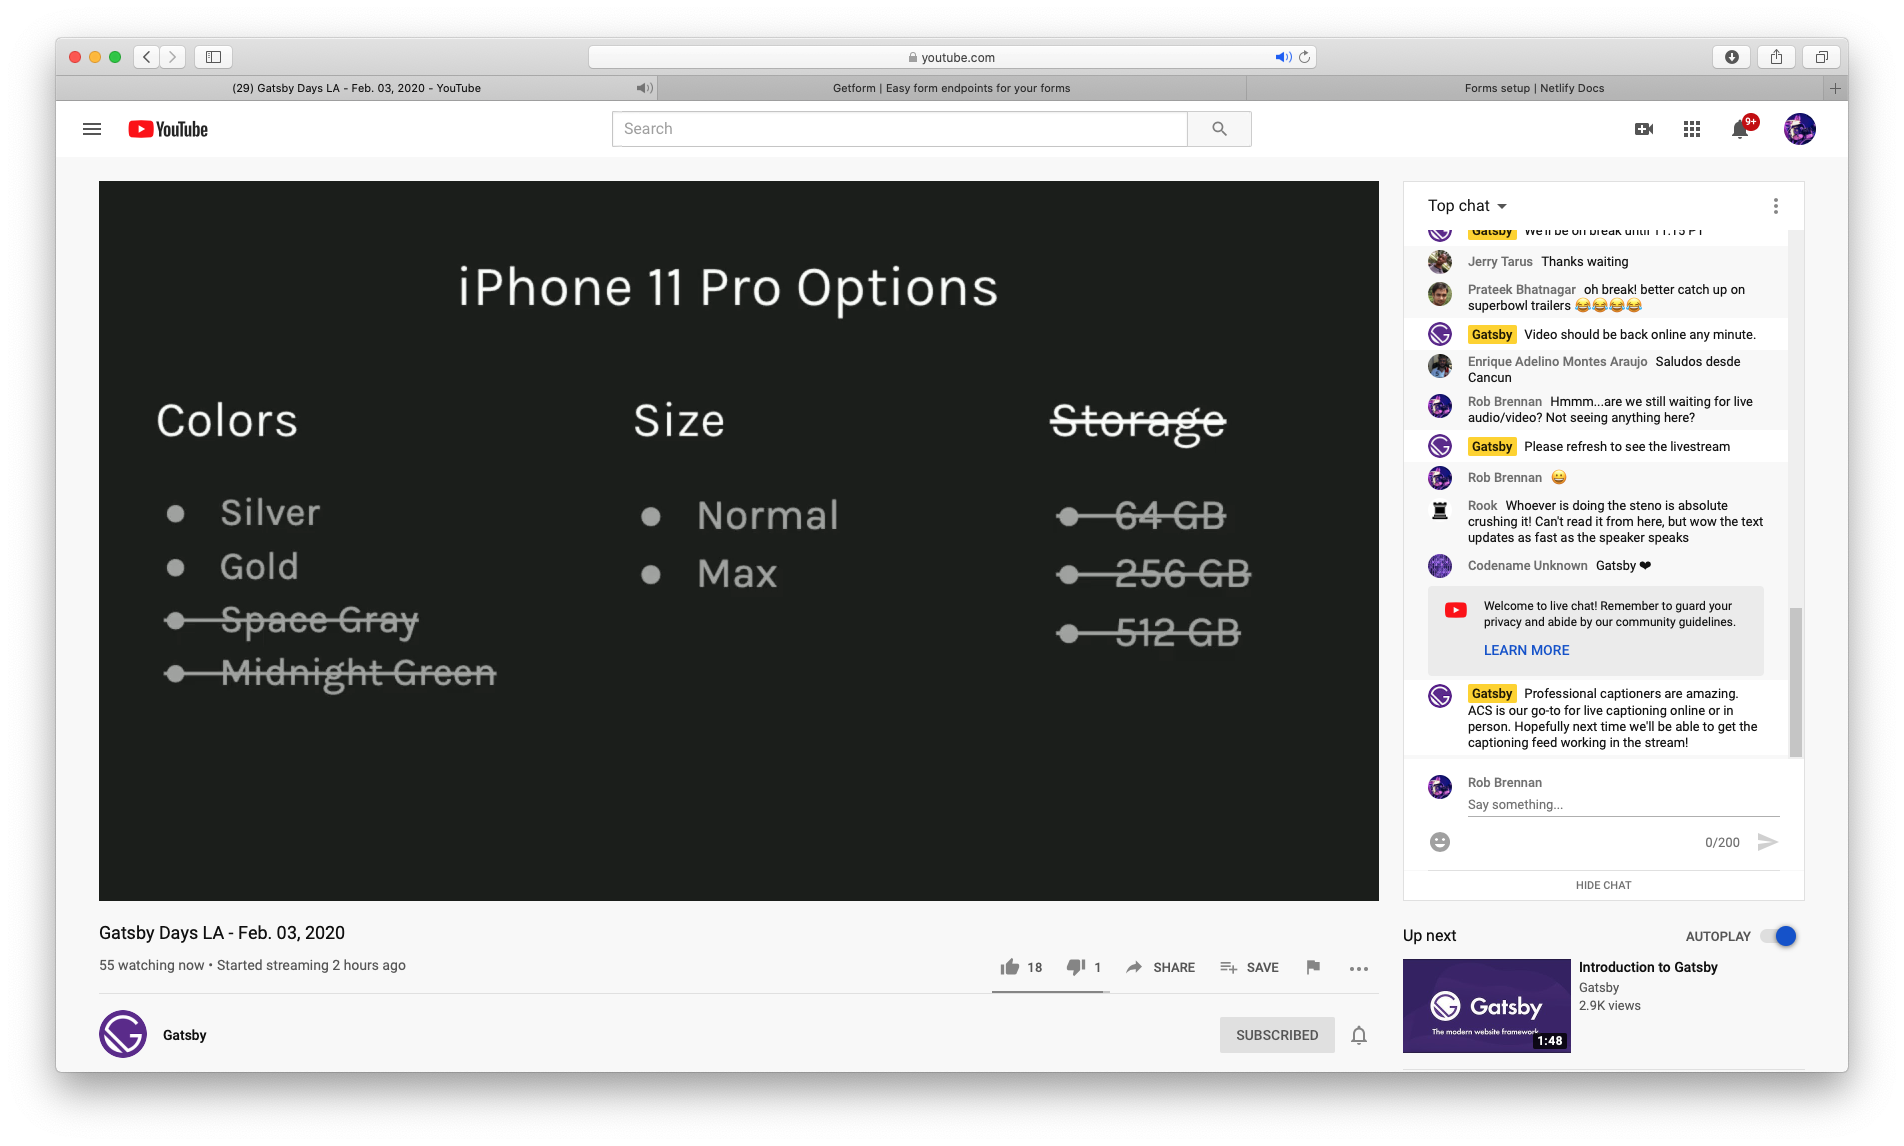 youtube.com
(29) Gatsby Days LA - Feb. 03, 2020 - YouTube
Getform | Easy form endpoints for your forms
Forms setup | Netlify Docs
YouTube
Search
9+
iPhone 11 Pro Options
Colors
Silver
Gold
Space Gray
Midnight Green
Size
Normal
Max
Storage
64 GB
256 GB
512 GB
Top chat
Gatsby We'll be on break until 11:15 PT
Jerry Tarus Thanks waiting
Prateek Bhatnagar oh break! better catch up on
superbowl trailers 😂😂😂😂
Gatsby Video should be back online any minute.
Enrique Adelino Montes Araujo Saludos desde
Cancun
Rob Brennan Hmmm...are we still waiting for live
audio/video? Not seeing anything here?
Gatsby Please refresh to see the livestream
Rob Brennan 😀
Rook Whoever is doing the steno is absolute
crushing it! Can't read it from here, but wow the text
updates as fast as the speaker speaks
Codename Unknown Gatsby ❤
Welcome to live chat! Remember to guard your
privacy and abide by our community guidelines.
LEARN MORE
Gatsby Professional captioners are amazing.
ACS is our go-to for live captioning online or in
person. Hopefully next time we'll be able to get the
captioning feed working in the stream!
Rob Brennan
Say something...
0/200
HIDE CHAT
Gatsby Days LA - Feb. 03, 2020
55 watching now • Started streaming 2 hours ago
18
1
SHARE
SAVE
Gatsby
SUBSCRIBED
Up next
AUTOPLAY
Gatsby
The modern website framework
1:48
Introduction to Gatsby
Gatsby
2.9K views